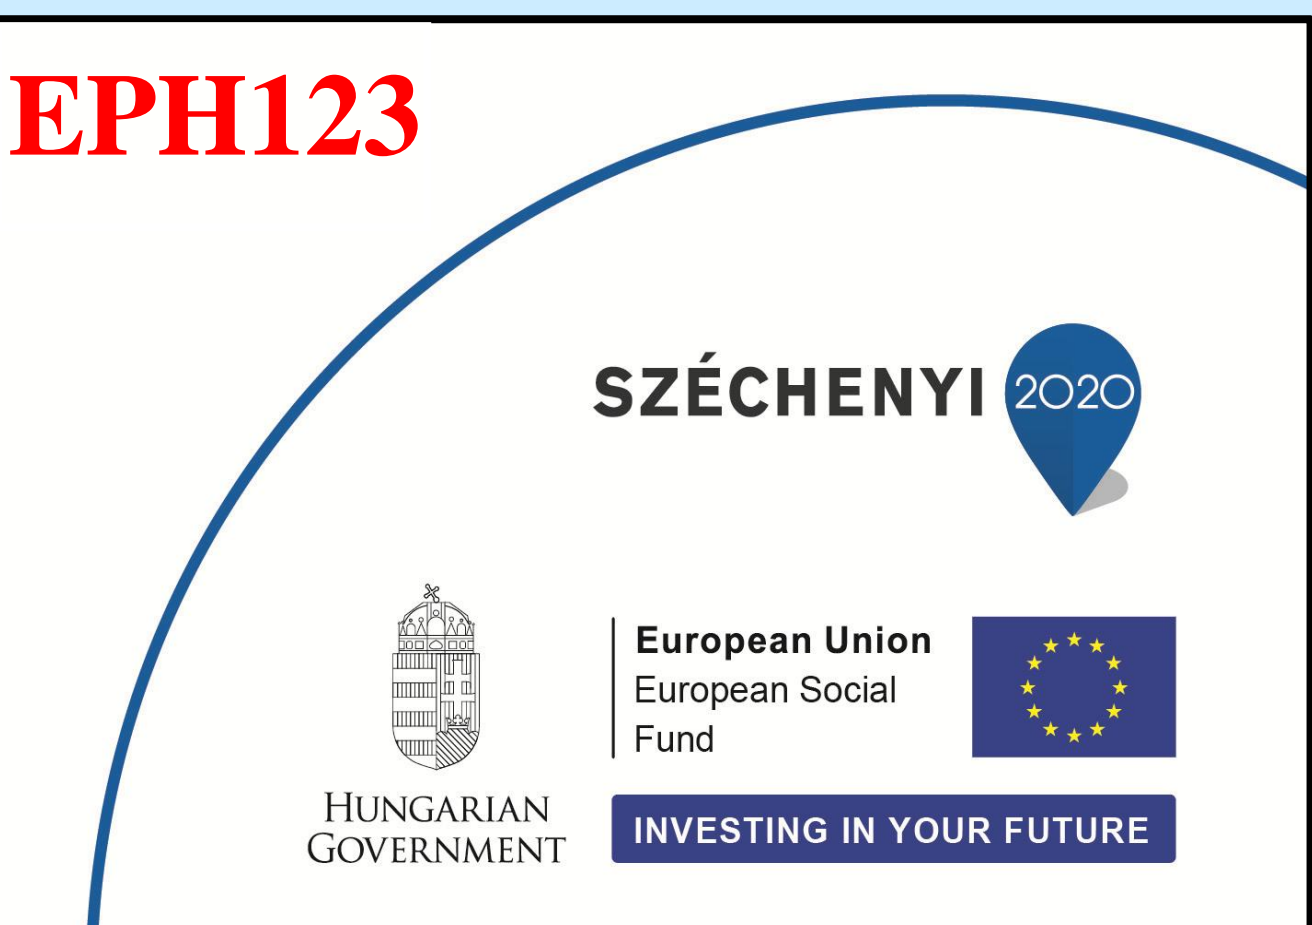 EPH123
SZÉCHENYI 2020
European Union
European Social
Fund
HUNGARIAN
GOVERNMENT
INVESTING IN YOUR FUTURE